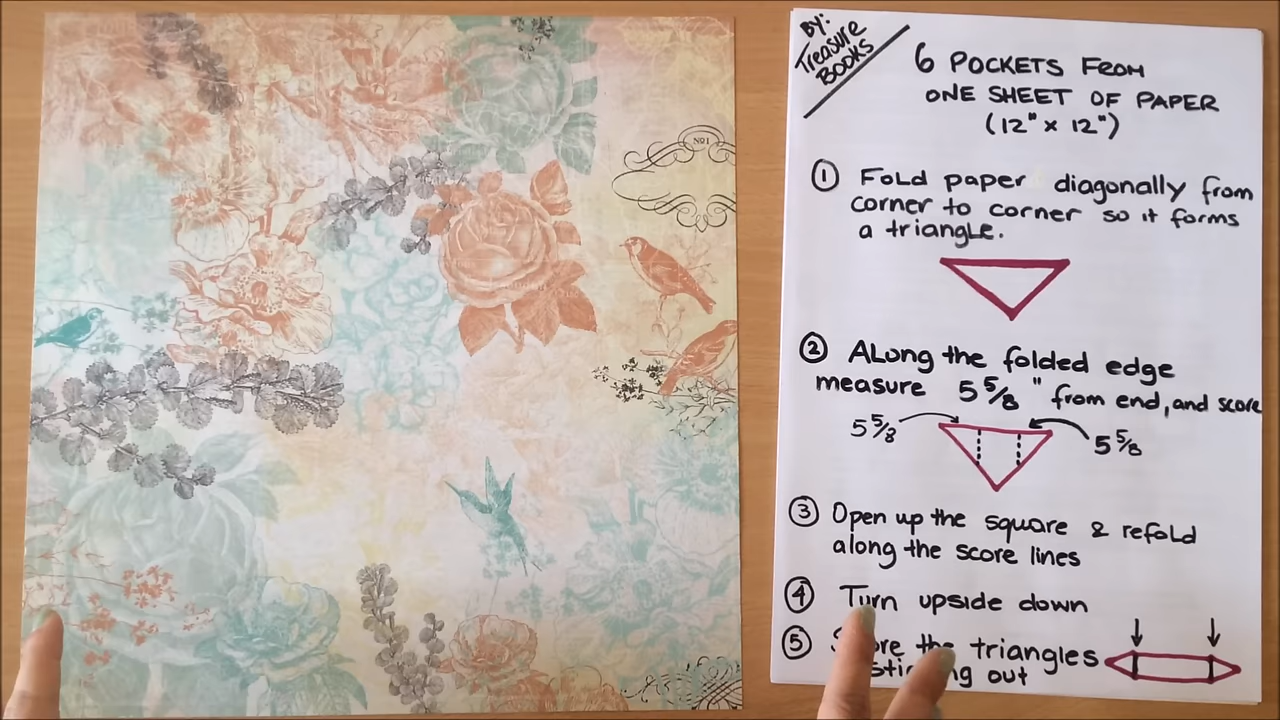 BY:
Treasure
BOOKS
6 POCKETS FROM
ONE SHEET OF PAPER
(12" x 12")
① Fold paper diagonally from
corner to corner so it forms
a triangle.
② Along the folded edge
measure 5 5/8 " from end, and score
5 5/8
5 5/8
③ Open up the square & refold
along the score lines
④ Turn upside down
⑤ the triangles
out
No1